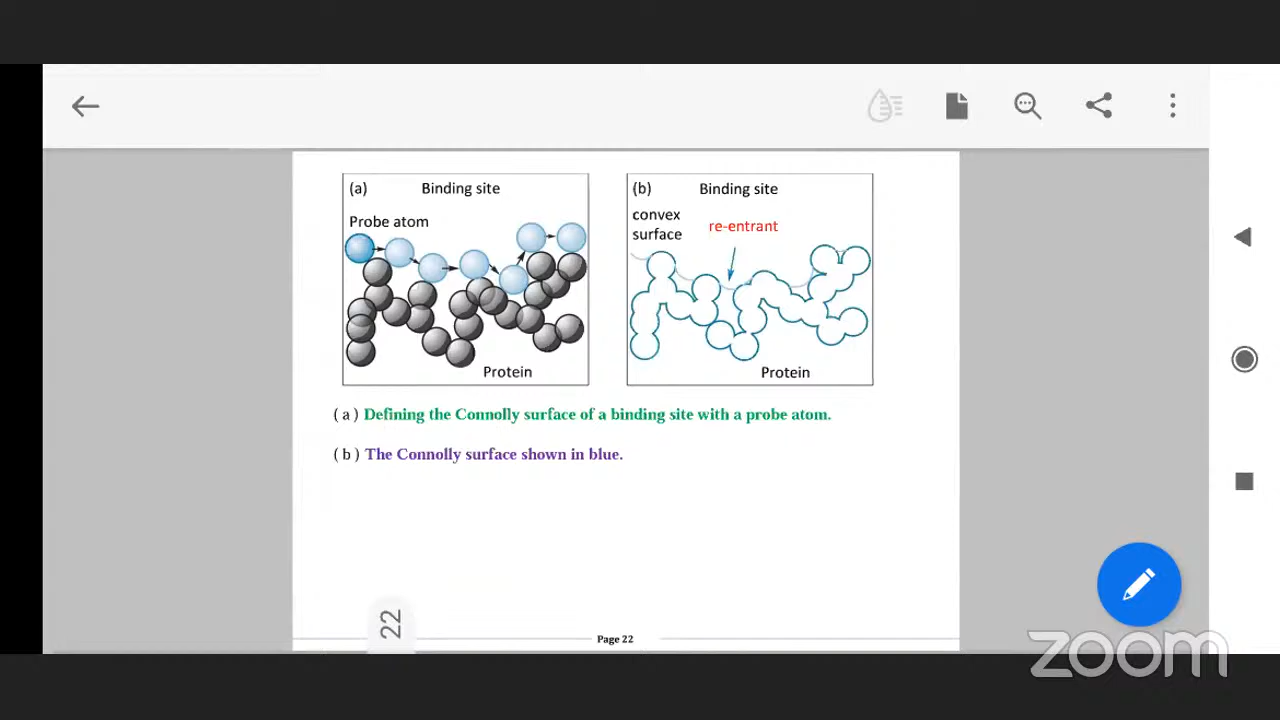 (a) Binding site
Probe atom
Protein
(b) Binding site
convex
surface
re-entrant
Protein
( a ) Defining the Connolly surface of a binding site with a probe atom.
( b ) The Connolly surface shown in blue.
22
Page 22
zoom